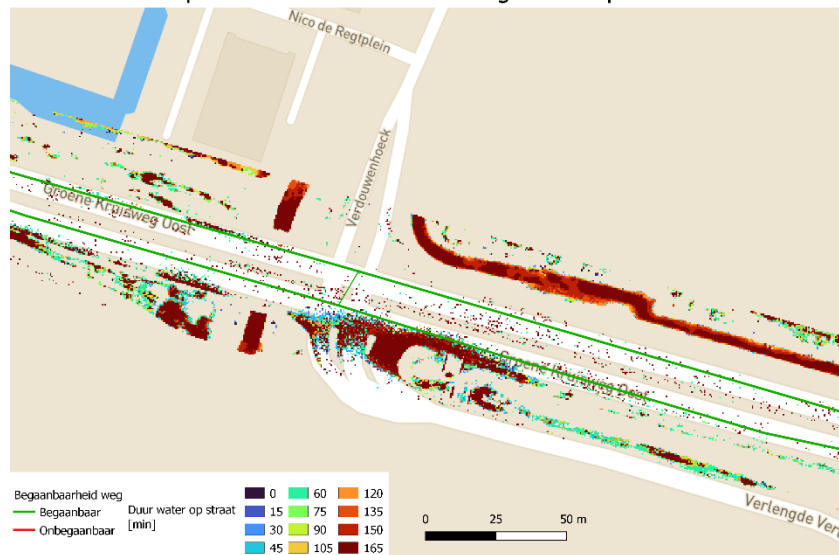 Nico de Regtplein
Verdouwenhoeck
Groene Kruisweg Oost
Groene Kruisweg Oost
Verlengde Ver
Begaanbaarheid weg
Begaanbaar
Onbegaanbaar
Duur water op straat
[min]
0 60 120
15 75 135
30 90 150
45 105 165
0 25 50 m